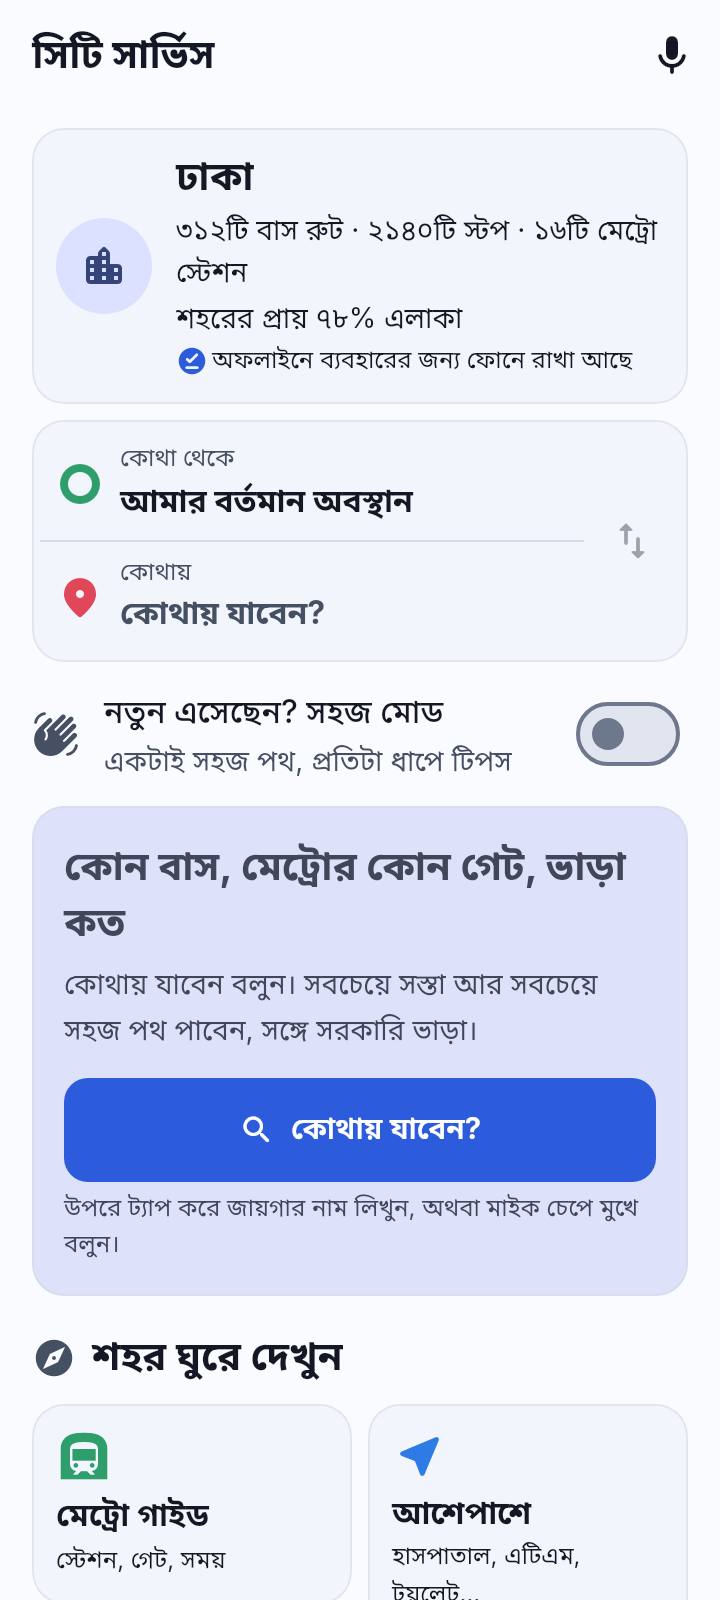 সিটি সার্ভিস
ঢাকা
৩১২টি বাস রুট · ২১৪০টি স্টপ · ১৬টি মেট্রো
স্টেশন
শহরের প্রায় ৭৮% এলাকা
অফলাইনে ব্যবহারের জন্য ফোনে রাখা আছে
কোথা থেকে
আমার বর্তমান অবস্থান
কোথায়
কোথায় যাবেন?
নতুন এসেছেন? সহজ মোড
একটাই সহজ পথ, প্রতিটা ধাপে টিপস
কোন বাস, মেট্রোর কোন গেট, ভাড়া
কত
কোথায় যাবেন বলুন। সবচেয়ে সস্তা আর সবচেয়ে
সহজ পথ পাবেন, সঙ্গে সরকারি ভাড়া।
কোথায় যাবেন?
উপরে ট্যাপ করে জায়গার নাম লিখুন, অথবা মাইক চেপে মুখে
বলুন।
শহর ঘুরে দেখুন
মেট্রো গাইড
স্টেশন, গেট, সময়
আশেপাশে
হাসপাতাল, এটিএম,
টয়লেট...